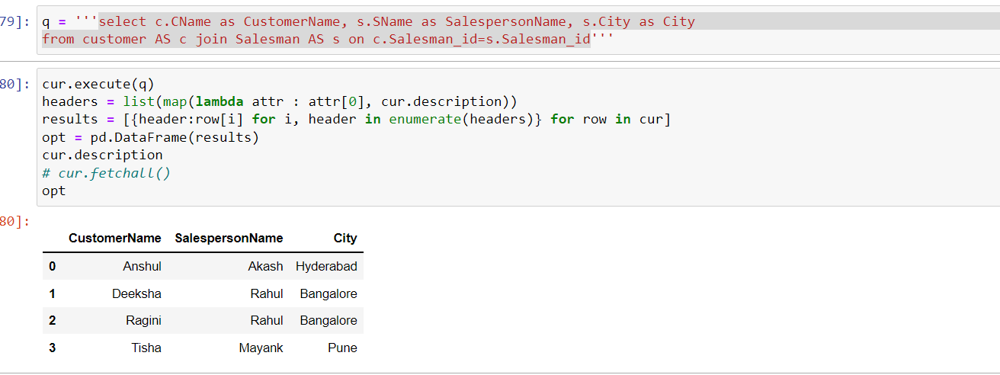 79]: q = '''select c.CName as CustomerName, s.SName as SalespersonName, s.City as City
from customer AS c join Salesman AS s on c.Salesman_id=s.Salesman_id'''
80]: cur.execute(q)
headers = list(map(lambda attr : attr[0], cur.description))
results = [{header:row[i] for i, header in enumerate(headers)} for row in cur]
opt = pd.DataFrame(results)
cur.description
# cur.fetchall()
opt
80]:
CustomerName SalespersonName City
0 Anshul Akash Hyderabad
1 Deeksha Rahul Bangalore
2 Ragini Rahul Bangalore
3 Tisha Mayank Pune